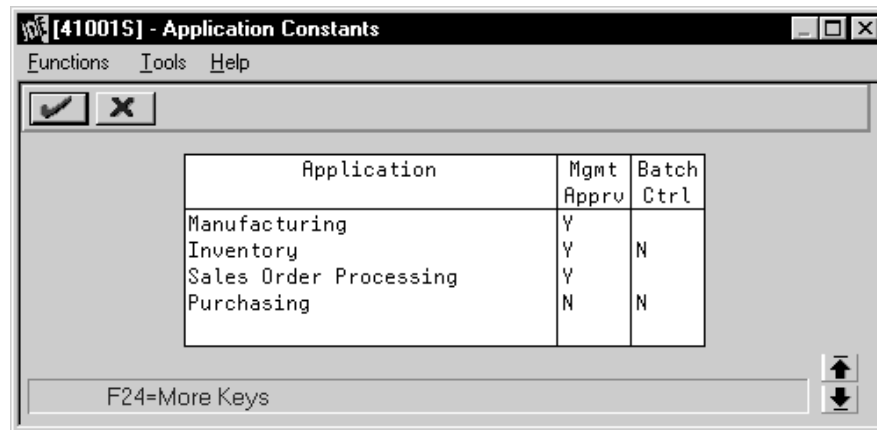 [41001S] - Application Constants
Functions Tools Help
Application Mgmt Batch
Apprv Ctrl
Manufacturing Y
Inventory Y N
Sales Order Processing Y
Purchasing N N
F24=More Keys